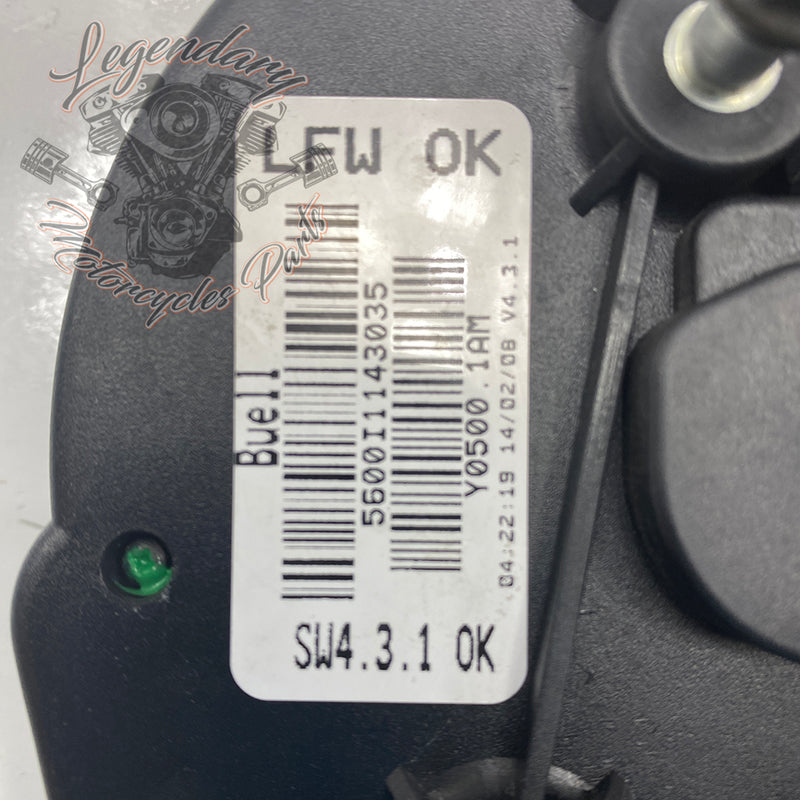 Legendary
Motorcycles Parts
LFW OK
Buell
5600I1143035
Y0500.1AM
04:22:19 14/02/08 V4.3.1
SW4.3.1 OK